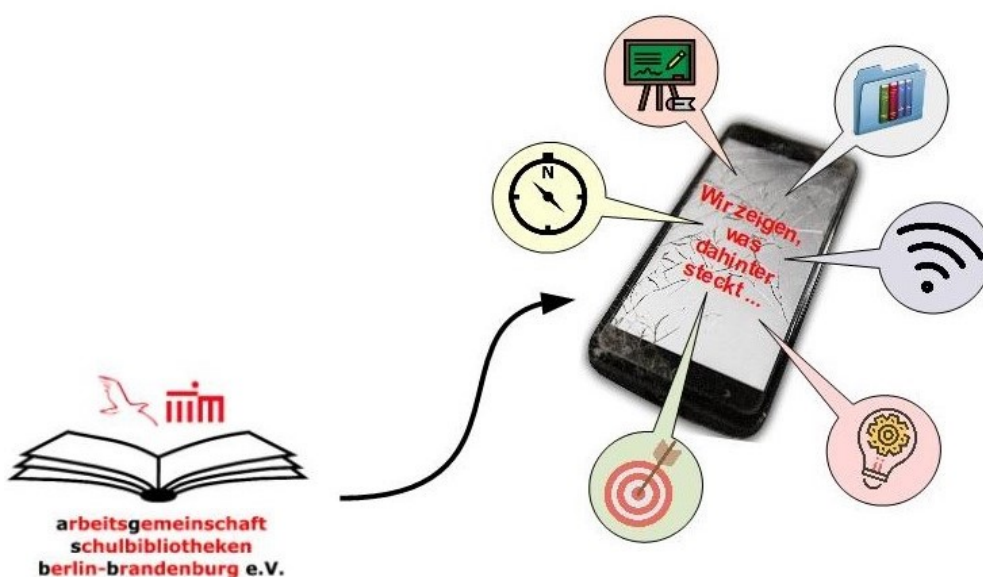 N
Wir zeigen,
was
dahinter
steckt ...
arbeitsgemeinschaft
schulbibliotheken
berlin-brandenburg e.V.